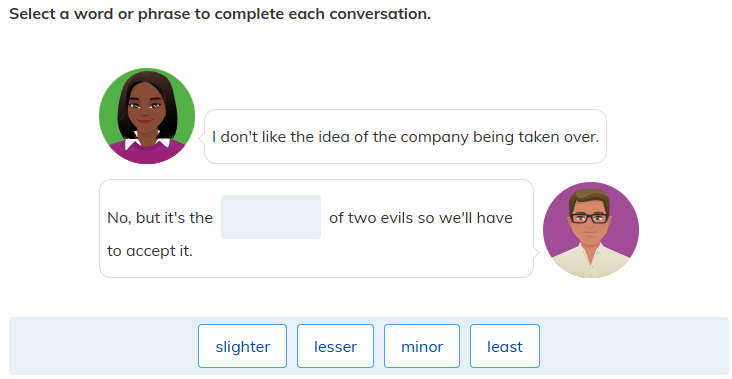 Select a word or phrase to complete each conversation.
I don't like the idea of the company being taken over.
No, but it's the of two evils so we'll have
to accept it.
slighter lesser minor least